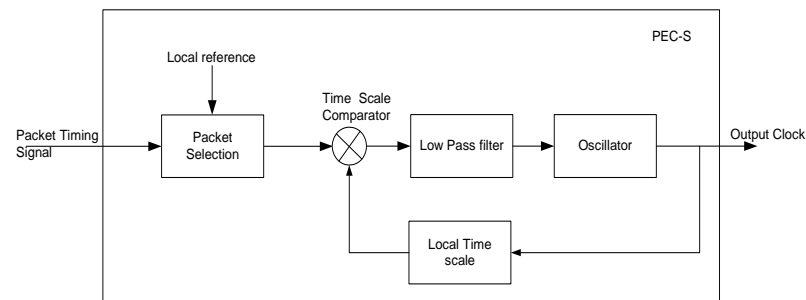 PEC-S
Local reference
Time Scale
Comparator
Packet Timing
Signal
Packet
Selection
Low Pass filter
Oscillator
Output Clock
Local Time
scale